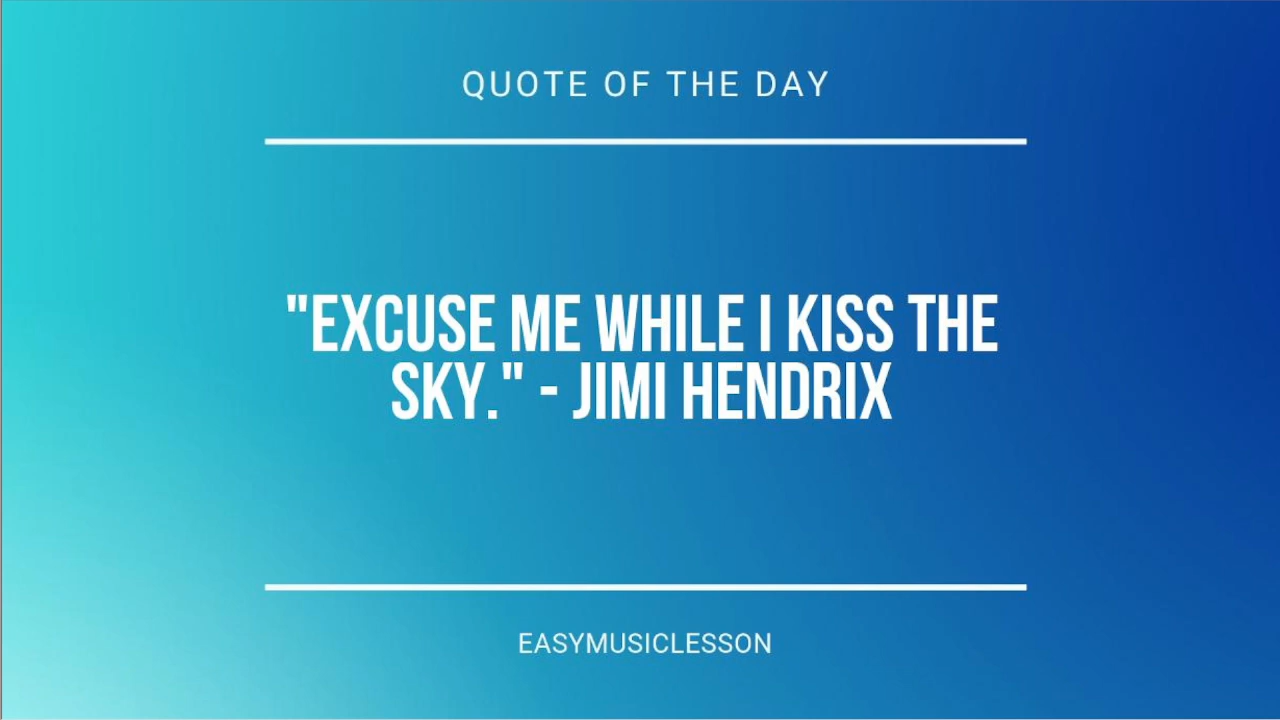 QUOTE OF THE DAY
"EXCUSE ME WHILE I KISS THE
SKY." - JIMI HENDRIX
EASYMUSICLESSON